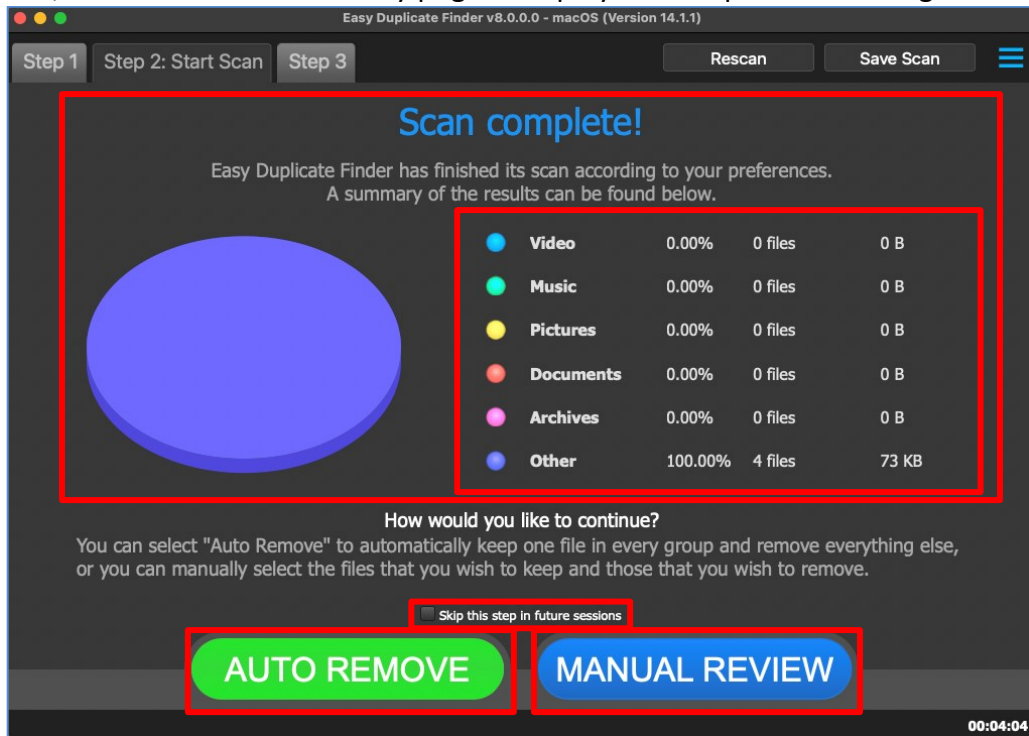 Easy Duplicate Finder v8.0.0.0 - macOS (Version 14.1.1)
Step 1 Step 2: Start Scan Step 3 Rescan Save Scan
Scan complete!
Easy Duplicate Finder has finished its scan according to your preferences.
A summary of the results can be found below.
Video 0.00% 0 files 0 B
Music 0.00% 0 files 0 B
Pictures 0.00% 0 files 0 B
Documents 0.00% 0 files 0 B
Archives 0.00% 0 files 0 B
Other 100.00% 4 files 73 KB
How would you like to continue?
You can select "Auto Remove" to automatically keep one file in every group and remove everything else,
or you can manually select the files that you wish to keep and those that you wish to remove.
Skip this step in future sessions
AUTO REMOVE MANUAL REVIEW
00:04:04